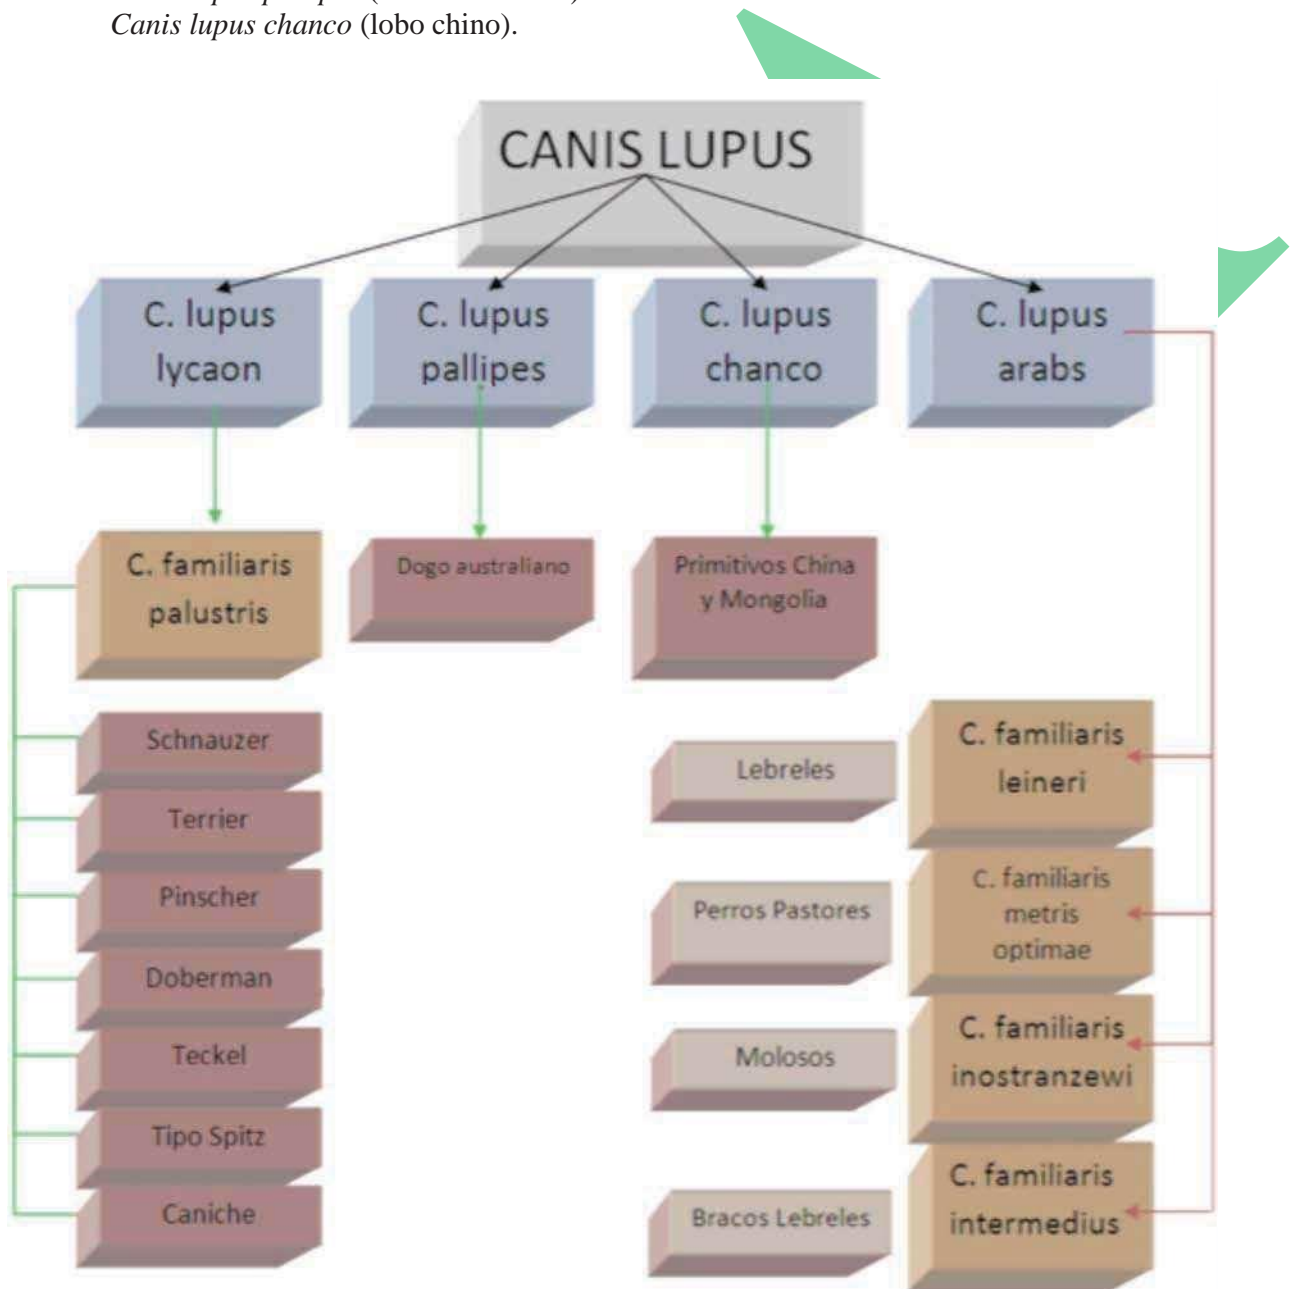 Canis lupus chanco (lobo chino).
CANIS LUPUS
C. lupus
lycaon
C. lupus
pallipes
C. lupus
chanco
C. lupus
arabs
C. familiaris
palustris
Dogo australiano
Primitivos China
y Mongolia
Schnauzer
Terrier
Pinscher
Doberman
Teckel
Tipo Spitz
Caniche
Lebreles
C. familiaris
leineri
Perros Pastores
C. familiaris
metris
optimae
Molosos
C. familiaris
inostranzewi
Bracos Lebreles
C. familiaris
intermedius